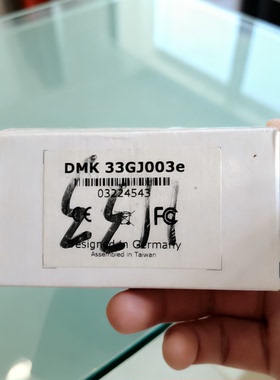 DMK 33GJ003e
03224543
CE FC
Designed in Germany
Assembled in Taiwan